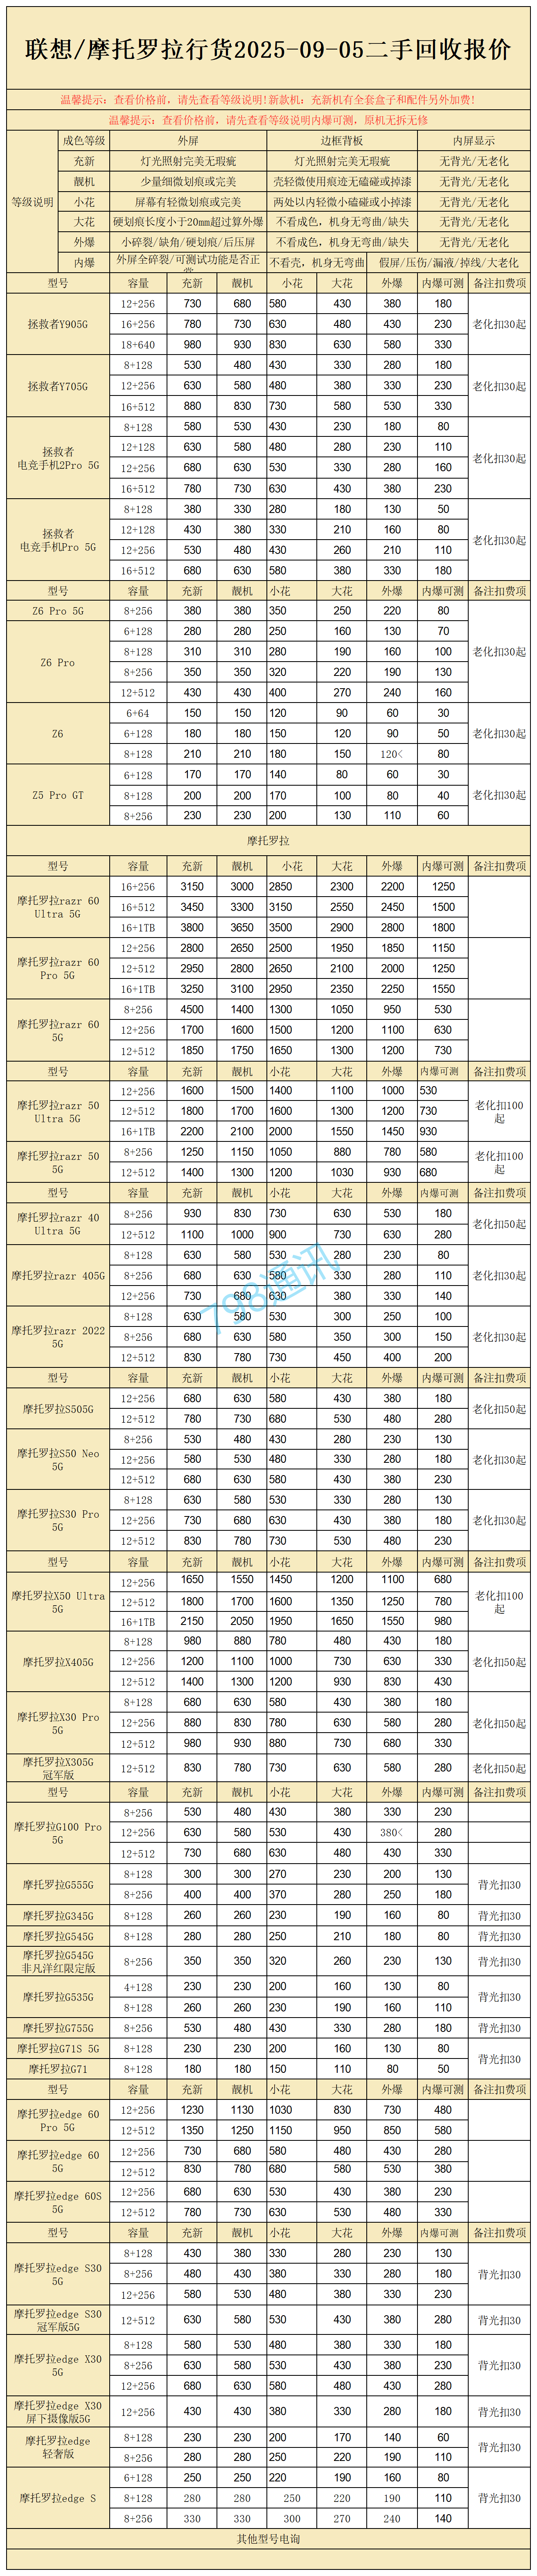 联想/摩托罗拉行货2025-09-05二手回收报价
温馨提示：查看价格前，请先查看等级说明!新款机：充新机有全套盒子和配件另外加费!
温馨提示：查看价格前，请先查看等级说明内爆可测，原机无拆无修
等级说明 成色等级 外屏 边框背板 内屏显示
充新 灯光照射完美无瑕疵 灯光照射完美无瑕疵 无背光/无老化
靓机 少量细微划痕或完美 壳轻微使用痕迹无磕碰或掉漆 无背光/无老化
小花 屏幕有轻微划痕或完美 两处以内轻微小磕碰或小掉漆 无背光/无老化
大花 硬划痕长度小于20mm超过算外爆 不看成色，机身无弯曲/缺失 无背光/无老化
外爆 小碎裂/缺角/硬划痕/后压屏 不看成色，机身无弯曲/缺失 无背光/无老化
内爆 外屏全碎裂/可测试功能是否正常 不看壳，机身无弯曲 假屏/压伤/漏液/掉线/大老化
型号 容量 充新 靓机 小花 大花 外爆 内爆可测 备注扣费项
拯救者Y905G 12+256 730 680 580 430 380 180 老化扣30起
16+256 780 730 630 480 430 230
18+640 980 930 830 630 580 330
拯救者Y705G 8+128 530 480 430 330 280 180 老化扣30起
12+256 630 580 480 380 330 230
16+512 880 830 730 580 530 330
拯救者
电竞手机2Pro 5G 8+128 580 530 430 230 180 80 老化扣30起
12+128 630 580 480 280 230 110
12+256 680 630 530 330 280 160
16+512 780 730 630 430 380 230
拯救者
电竞手机Pro 5G 8+128 380 330 280 180 130 50 老化扣30起
12+128 430 380 330 210 160 80
12+256 530 480 430 260 210 110
16+512 680 630 580 380 330 180
型号 容量 充新 靓机 小花 大花 外爆 内爆可测 备注扣费项
Z6 Pro 5G 8+256 380 380 350 250 220 80 老化扣30起
Z6 Pro 6+128 280 280 250 160 130 70
8+128 310 310 280 190 160 100
8+256 350 350 320 220 190 130
12+512 430 430 400 270 240 160
Z6 6+64 150 150 120 90 60 30 老化扣30起
6+128 180 180 150 120 90 50
8+128 210 210 180 150 120< 80
Z5 Pro GT 6+128 170 170 140 80 60 30 老化扣30起
8+128 200 200 170 100 80 40
8+256 230 230 200 130 110 60
摩托罗拉
型号 容量 充新 靓机 小花 大花 外爆 内爆可测 备注扣费项
摩托罗拉razr 60
Ultra 5G 16+256 3150 3000 2850 2300 2200 1250
16+512 3450 3300 3150 2550 2450 1500
16+1TB 3800 3650 3500 2900 2800 1800
摩托罗拉razr 60
Pro 5G 12+256 2800 2650 2500 1950 1850 1150
12+512 2950 2800 2650 2100 2000 1250
16+1TB 3250 3100 2950 2350 2250 1550
摩托罗拉razr 60
5G 8+256 4500 1400 1300 1050 950 530
12+256 1700 1600 1500 1200 1100 630
12+512 1850 1750 1650 1300 1200 730
型号 容量 充新 靓机 小花 大花 外爆 内爆可测 备注扣费项
摩托罗拉razr 50
Ultra 5G 12+256 1600 1500 1400 1100 1000 530 老化扣100起
12+512 1800 1700 1600 1300 1200 730
16+1TB 2200 2100 2000 1550 1450 930
摩托罗拉razr 50
5G 8+256 1250 1150 1050 880 780 580 老化扣100起
12+512 1400 1300 1200 1030 930 680
型号 容量 充新 靓机 小花 大花 外爆 内爆可测 备注扣费项
摩托罗拉razr 40
Ultra 5G 8+256 930 830 730 630 530 180 老化扣50起
12+512 1100 1000 900 730 630 280
摩托罗拉razr 405G 8+128 630 580 530 280 230 80 老化扣30起
8+256 680 630 580 330 280 110
12+256 730 680 630 380 330 140
摩托罗拉razr 2022
5G 8+128 630 580 530 300 250 100 老化扣30起
8+256 680 630 580 350 300 150
12+512 830 780 730 450 400 200
798通讯
型号 容量 充新 靓机 小花 大花 外爆 内爆可测 备注扣费项
摩托罗拉S505G 12+256 680 630 580 430 380 180 老化扣50起
12+512 780 730 680 530 480 280
摩托罗拉S50 Neo
5G 8+256 530 480 430 280 230 130 老化扣30起
12+256 580 530 480 330 280 180
12+512 680 630 580 430 380 230
摩托罗拉S30 Pro
5G 8+128 630 580 530 330 280 130 老化扣30起
12+256 730 680 630 430 380 180
12+512 830 780 730 530 480 230
型号 容量 充新 靓机 小花 大花 外爆 内爆可测 备注扣费项
摩托罗拉X50 Ultra
5G 12+256 1650 1550 1450 1200 1100 680 老化扣100起
12+512 1800 1700 1600 1350 1250 780
16+1TB 2150 2050 1950 1650 1550 980
摩托罗拉X405G 8+128 980 880 780 480 430 180 老化扣50起
12+256 1200 1100 1000 730 630 330
12+512 1400 1300 1200 930 830 430
摩托罗拉X30 Pro
5G 8+128 680 630 580 430 380 180 老化扣50起
12+256 880 830 780 630 580 280
12+512 980 930 880 730 680 330
摩托罗拉X305G
冠军版 12+512 830 780 730 630 580 280 老化扣50起
型号 容量 充新 靓机 小花 大花 外爆 内爆可测 备注扣费项
摩托罗拉G100 Pro
5G 8+256 530 480 430 380 330 230
12+256 630 580 530 430 380< 280
12+512 730 680 630 480 430 330
摩托罗拉G555G 8+128 300 300 270 230 200 130 背光扣30
8+256 400 400 370 280 250 180
摩托罗拉G345G 8+128 260 260 230 190 160 80 背光扣30
摩托罗拉G545G 8+128 280 280 250 210 180 80 背光扣30
摩托罗拉G545G
非凡洋红限定版 8+256 350 350 320 260 230 130 背光扣30
摩托罗拉G535G 4+128 230 230 200 160 130 80 背光扣30
8+128 260 260 230 190 160 110
摩托罗拉G755G 8+256 530 480 430 330 280 180 背光扣30
摩托罗拉G71S 5G 8+128 230 230 200 160 130 80 背光扣30
摩托罗拉G71 8+128 180 180 150 110 80 50
型号 容量 充新 靓机 小花 大花 外爆 内爆可测 备注扣费项
摩托罗拉edge 60
Pro 5G 12+256 1230 1130 1030 830 730 480
12+512 1350 1250 1150 950 850 580
摩托罗拉edge 60
5G 12+256 730 680 580 480 430 280
12+512 830 780 680 580 530 380
摩托罗拉edge 60S
5G 12+256 680 630 530 430 380 230
12+512 780 730 630 530 480 330
型号 容量 充新 靓机 小花 大花 外爆 内爆可测 备注扣费项
摩托罗拉edge S30
5G 8+128 430 380 330 280 230 130 背光扣30
8+256 480 430 380 330 280 180
12+256 580 530 480 380 330 230
摩托罗拉edge S30
冠军版5G 12+512 630 580 530 430 380 280 背光扣30
摩托罗拉edge X30
5G 8+128 580 530 480 380 330 180 背光扣30
8+256 630 580 530 430 380 230
12+256 680 630 580 480 430 280
摩托罗拉edge X30
屏下摄像版5G 12+256 430 430 380 330 280 180 背光扣30
摩托罗拉edge
轻奢版 8+128 230 230 200 170 140 60 背光扣30
8+256 280 280 250 220 190 110
摩托罗拉edge S 6+128 250 250 220 190 160 80 背光扣30
8+128 280 280 250 220 190 110
8+256 330 330 300 270 240 140
其他型号电询